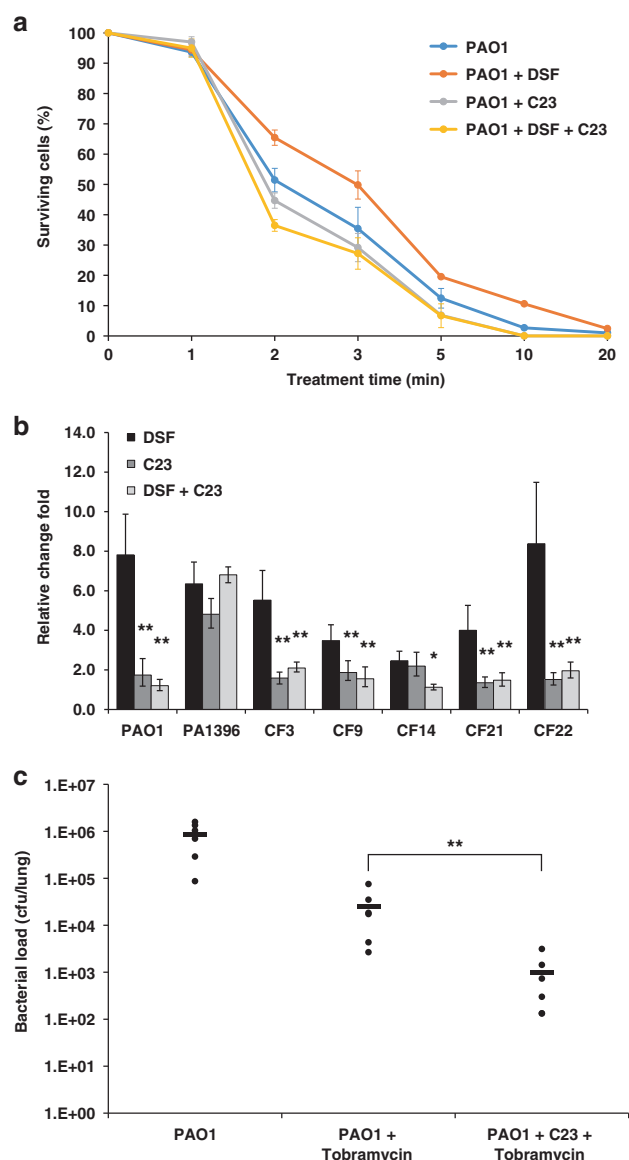 a
100
90
80
70
60
50
40
30
20
10
0
Surviving cells (%)
PAO1
PAO1 + DSF
PAO1 + C23
PAO1 + DSF + C23
0 1 2 3 5 10 20
Treatment time (min)
b
14.0
12.0
10.0
8.0
6.0
4.0
2.0
0.0
Relative change fold
DSF
C23
DSF + C23
** **
** **
** **
*
** **
** **
PAO1 PA1396 CF3 CF9 CF14 CF21 CF22
c
1.E+07
1.E+06
1.E+05
1.E+04
1.E+03
1.E+02
1.E+01
1.E+00
Bacterial load (cfu/lung)
**
PAO1 PAO1 + PAO1 + C23 +
Tobramycin Tobramycin